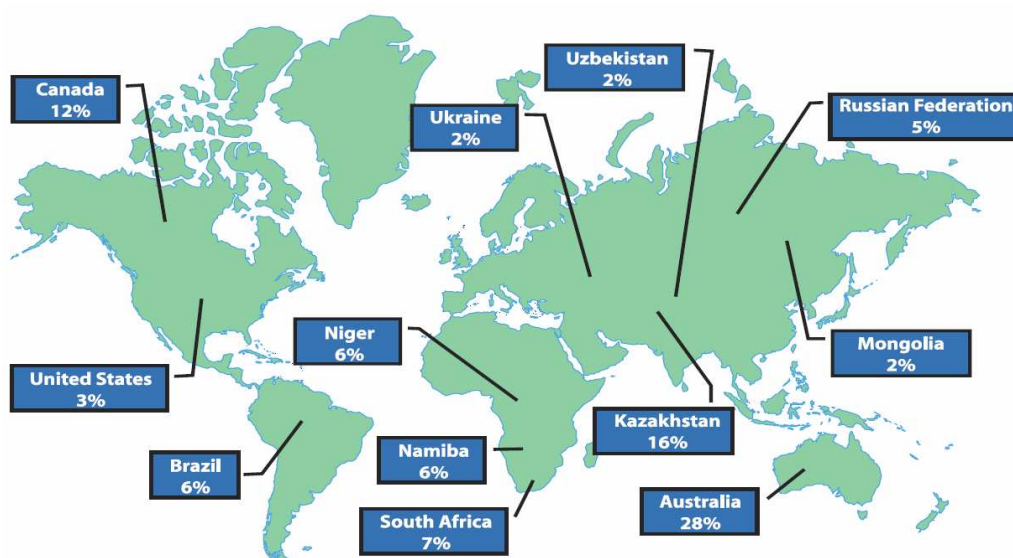 Canada
12%
Uzbekistan
2%
Ukraine
2%
Russian Federation
5%
Niger
6%
Mongolia
2%
United States
3%
Kazakhstan
16%
Brazil
6%
Namiba
6%
Australia
28%
South Africa
7%